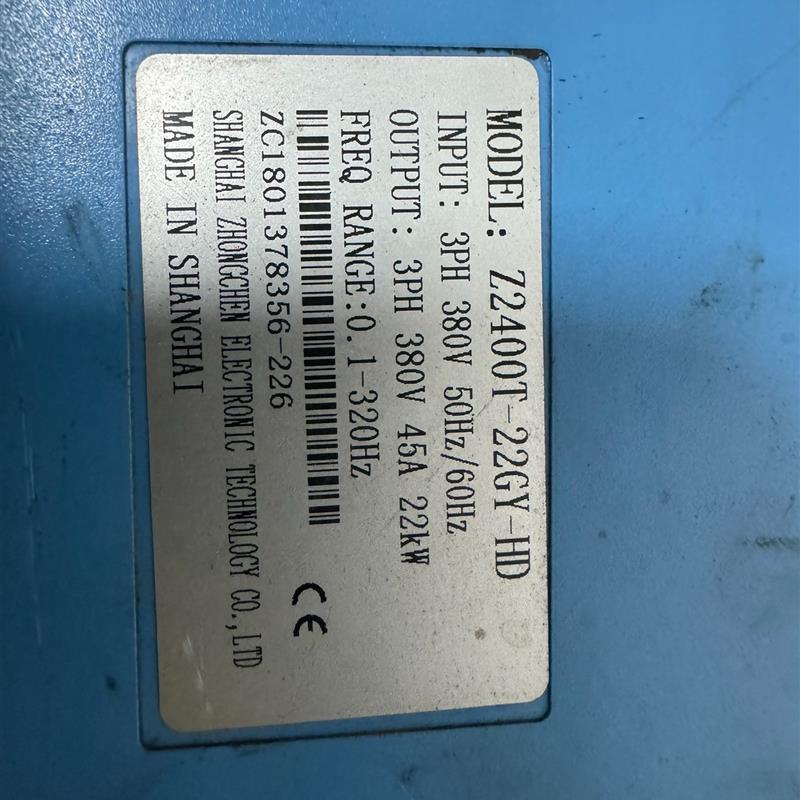 MODEL: Z2400T-22GY-HD
INPUT: 3PH 380V 50Hz/60Hz
OUTPUT: 3PH 380V 45A 22kW
FREQ RANGE:0.1-320Hz
ZC1801378356-226
SHANGHAI ZHONGCHEN ELECTRONIC TECHNOLOGY CO.,LTD
MADE IN SHANGHAI
CE